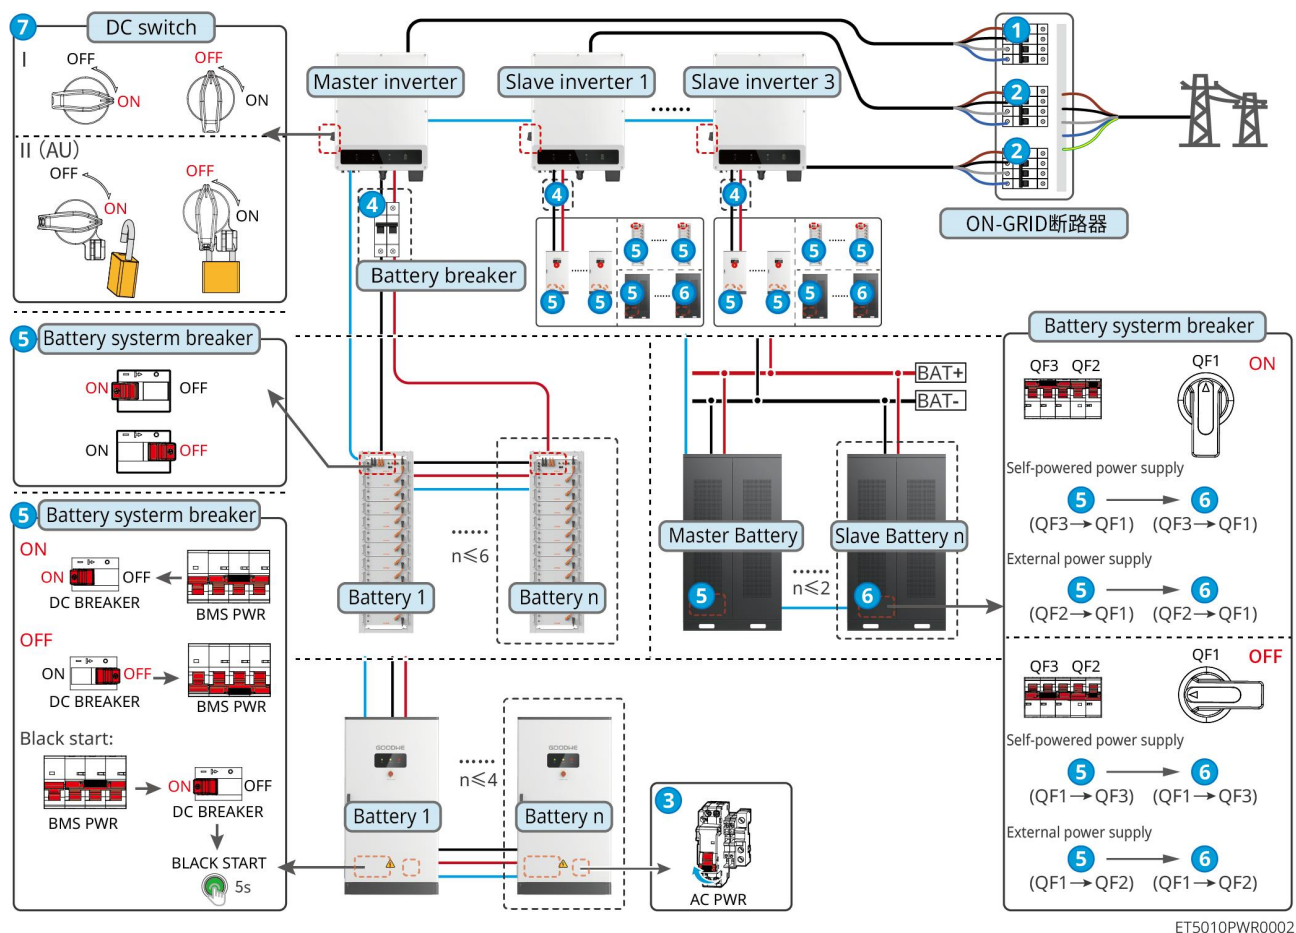 7
DC switch
I
OFF
ON
OFF
ON
II (AU)
OFF
ON
OFF
ON
Master inverter
Slave inverter 1
Slave inverter 3
......
1
2
2
ON-GRID断路器
4
Battery breaker
4
4
5
......
5
5
......
5
5
......
6
5
......
5
5
......
5
5
......
6
5
Battery systerm breaker
ON
OFF
ON
OFF
5
Battery systerm breaker
ON
ON
OFF
DC BREAKER
BMS PWR
OFF
ON
OFF
DC BREAKER
BMS PWR
Black start:
BMS PWR
ON
OFF
DC BREAKER
BLACK START
5s
......
n≤6
Battery 1
Battery n
BAT+
BAT-
Master Battery
Slave Battery n
......
n≤2
5
6
GOODWE
GOODWE
......
n≤4
Battery 1
Battery n
3
AC PWR
Battery systerm breaker
QF3
QF2
QF1
ON
Self-powered power supply
5
6
(QF3→QF1)
(QF3→QF1)
External power supply
5
6
(QF2→QF1)
(QF2→QF1)
QF3
QF2
QF1
OFF
Self-powered power supply
5
6
(QF1→QF3)
(QF1→QF3)
External power supply
5
6
(QF1→QF2)
(QF1→QF2)
ET5010PWR0002